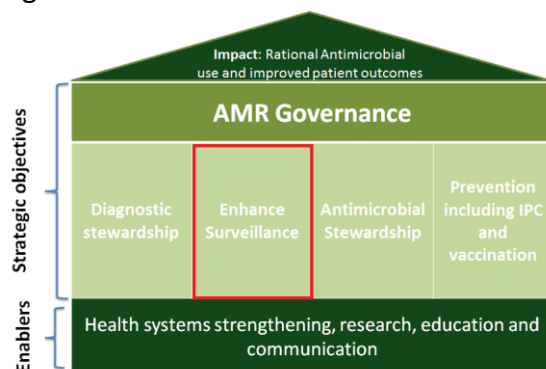 Impact: Rational Antimicrobial
use and improved patient outcomes
AMR Governance
Strategic objectives
Diagnostic
stewardship
Enhance
Surveillance
Antimicrobial
Stewardship
Prevention
including IPC
and
vaccination
Enablers
Health systems strengthening, research, education and
communication